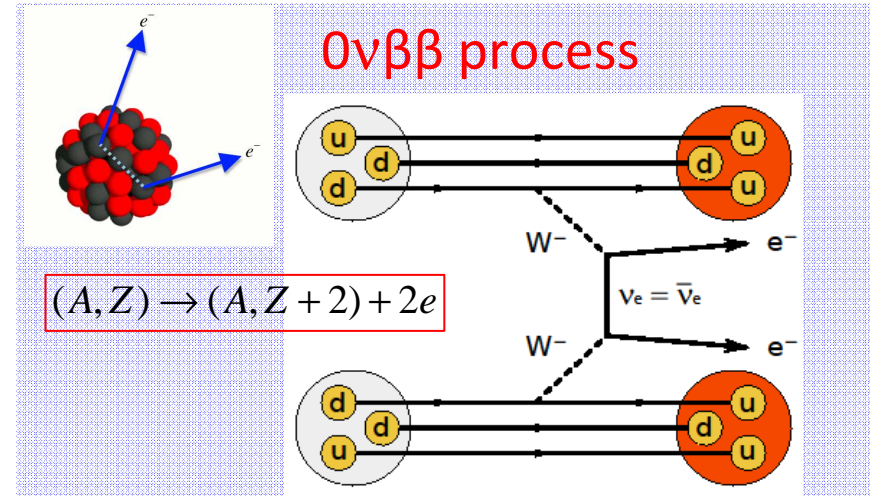 e⁻
0νββ process
e⁻
u u
d d
d u
W⁻ e⁻
(A, Z) → (A, Z + 2) + 2e
νe = ν̄e
W⁻ e⁻
d u
d d
u u